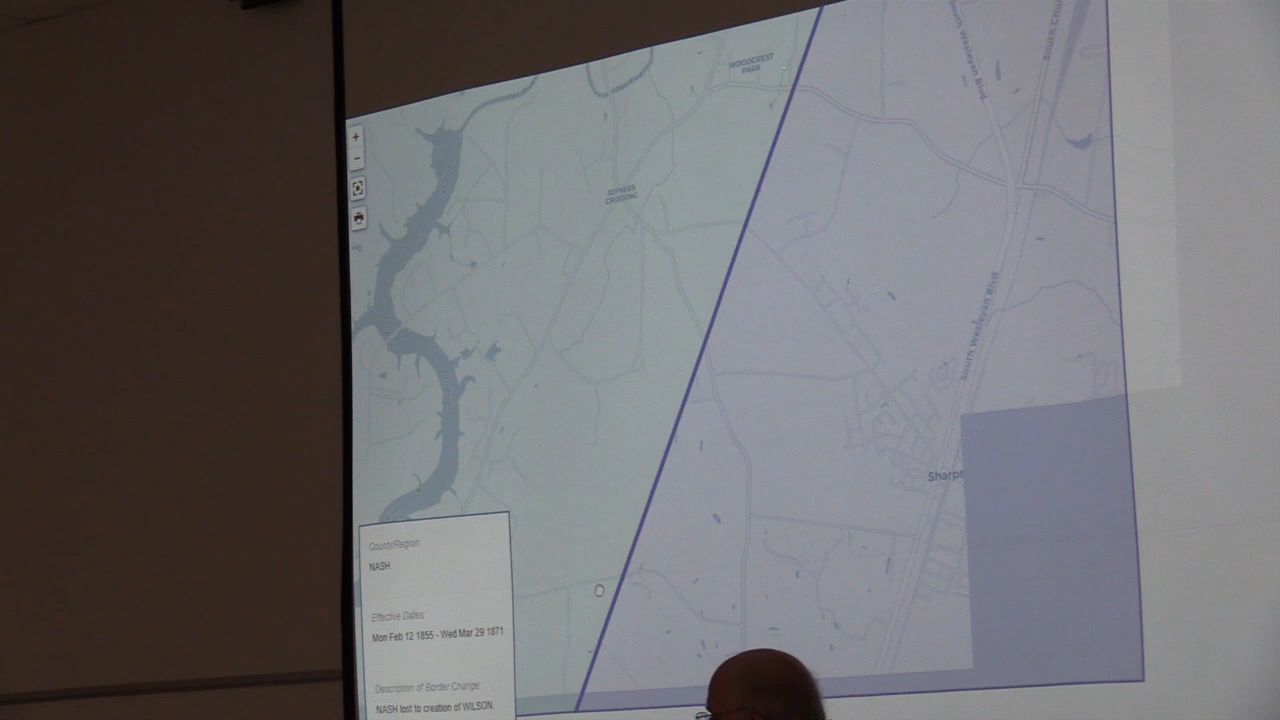 WOODCREST
PARK
South Wesleyan Blvd
JOYNERS
CROSSING
South Wesleyan Blvd
Sharps
+
−
County/Region:
NASH
Effective Dates:
Mon Feb 12 1855 - Wed Mar 29 1871
Description of Border Change:
NASH lost to creation of WILSON.